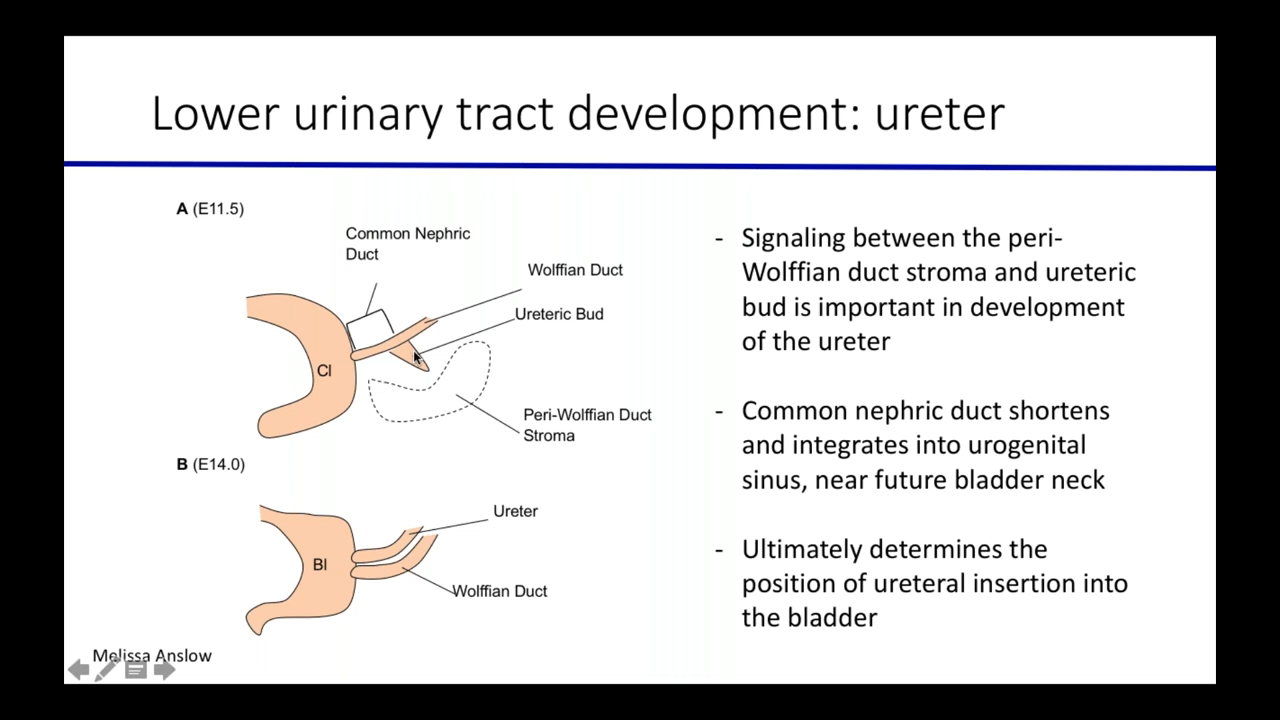 Lower urinary tract development: ureter
A (E11.5)
Common Nephric
Duct
Wolffian Duct
Ureteric Bud
Cl
Peri-Wolffian Duct
Stroma
B (E14.0)
Ureter
Bl
Wolffian Duct
- Signaling between the peri-
Wolffian duct stroma and ureteric
bud is important in development
of the ureter
- Common nephric duct shortens
and integrates into urogenital
sinus, near future bladder neck
- Ultimately determines the
position of ureteral insertion into
the bladder
Melissa Anslow